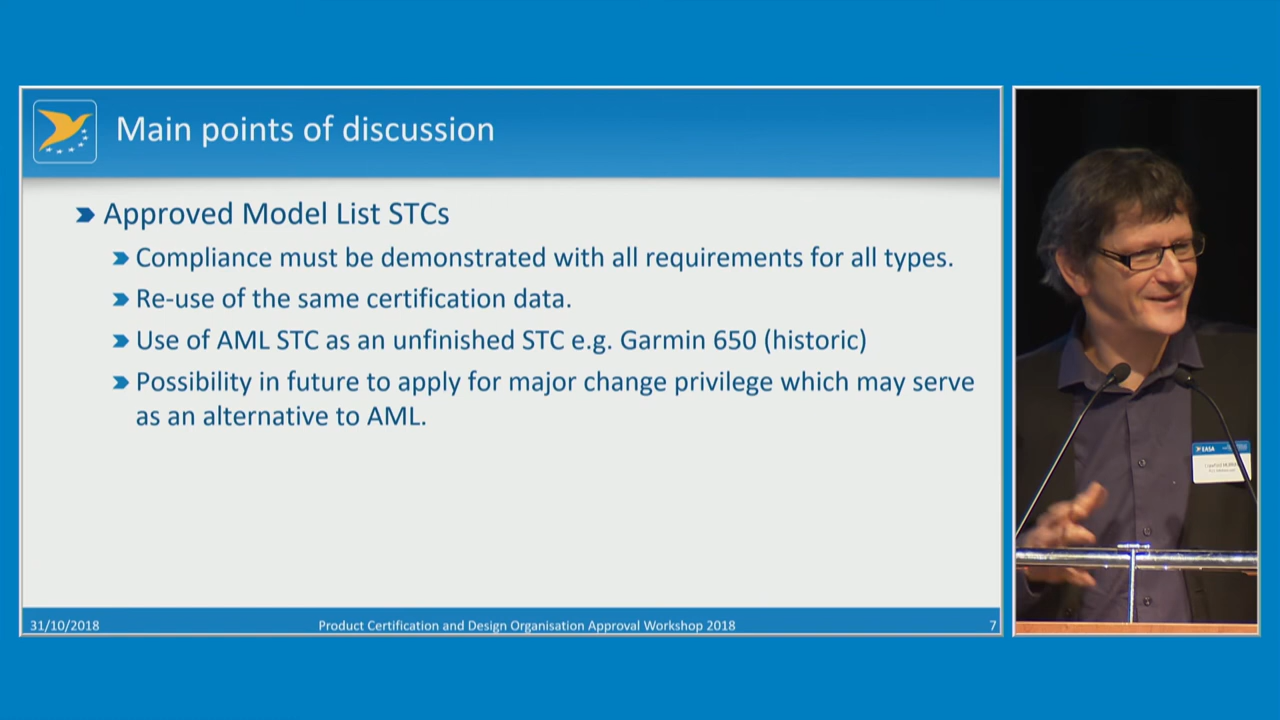 Main points of discussion
Approved Model List STCs
Compliance must be demonstrated with all requirements for all types.
Re-use of the same certification data.
Use of AML STC as an unfinished STC e.g. Garmin 650 (historic)
Possibility in future to apply for major change privilege which may serve
as an alternative to AML.
31/10/2018
Product Certification and Design Organisation Approval Workshop 2018
7
EASA